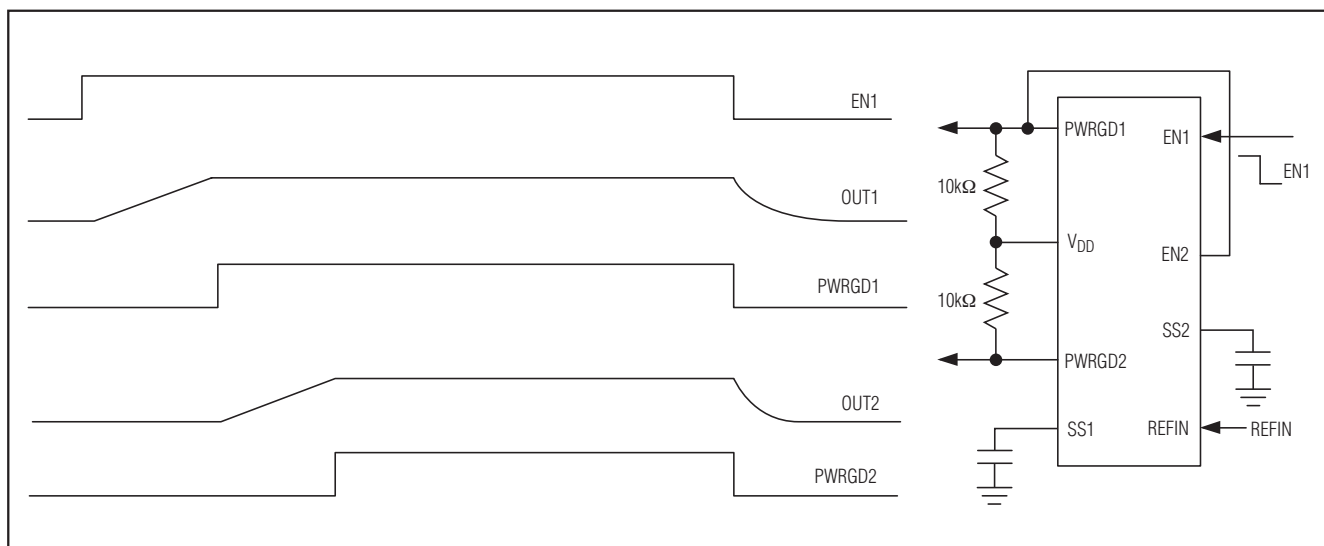 EN1
OUT1
PWRGD1
OUT2
PWRGD2
PWRGD1
EN1
EN1
10kΩ
V_DD
EN2
10kΩ
SS2
PWRGD2
SS1
REFIN
REFIN